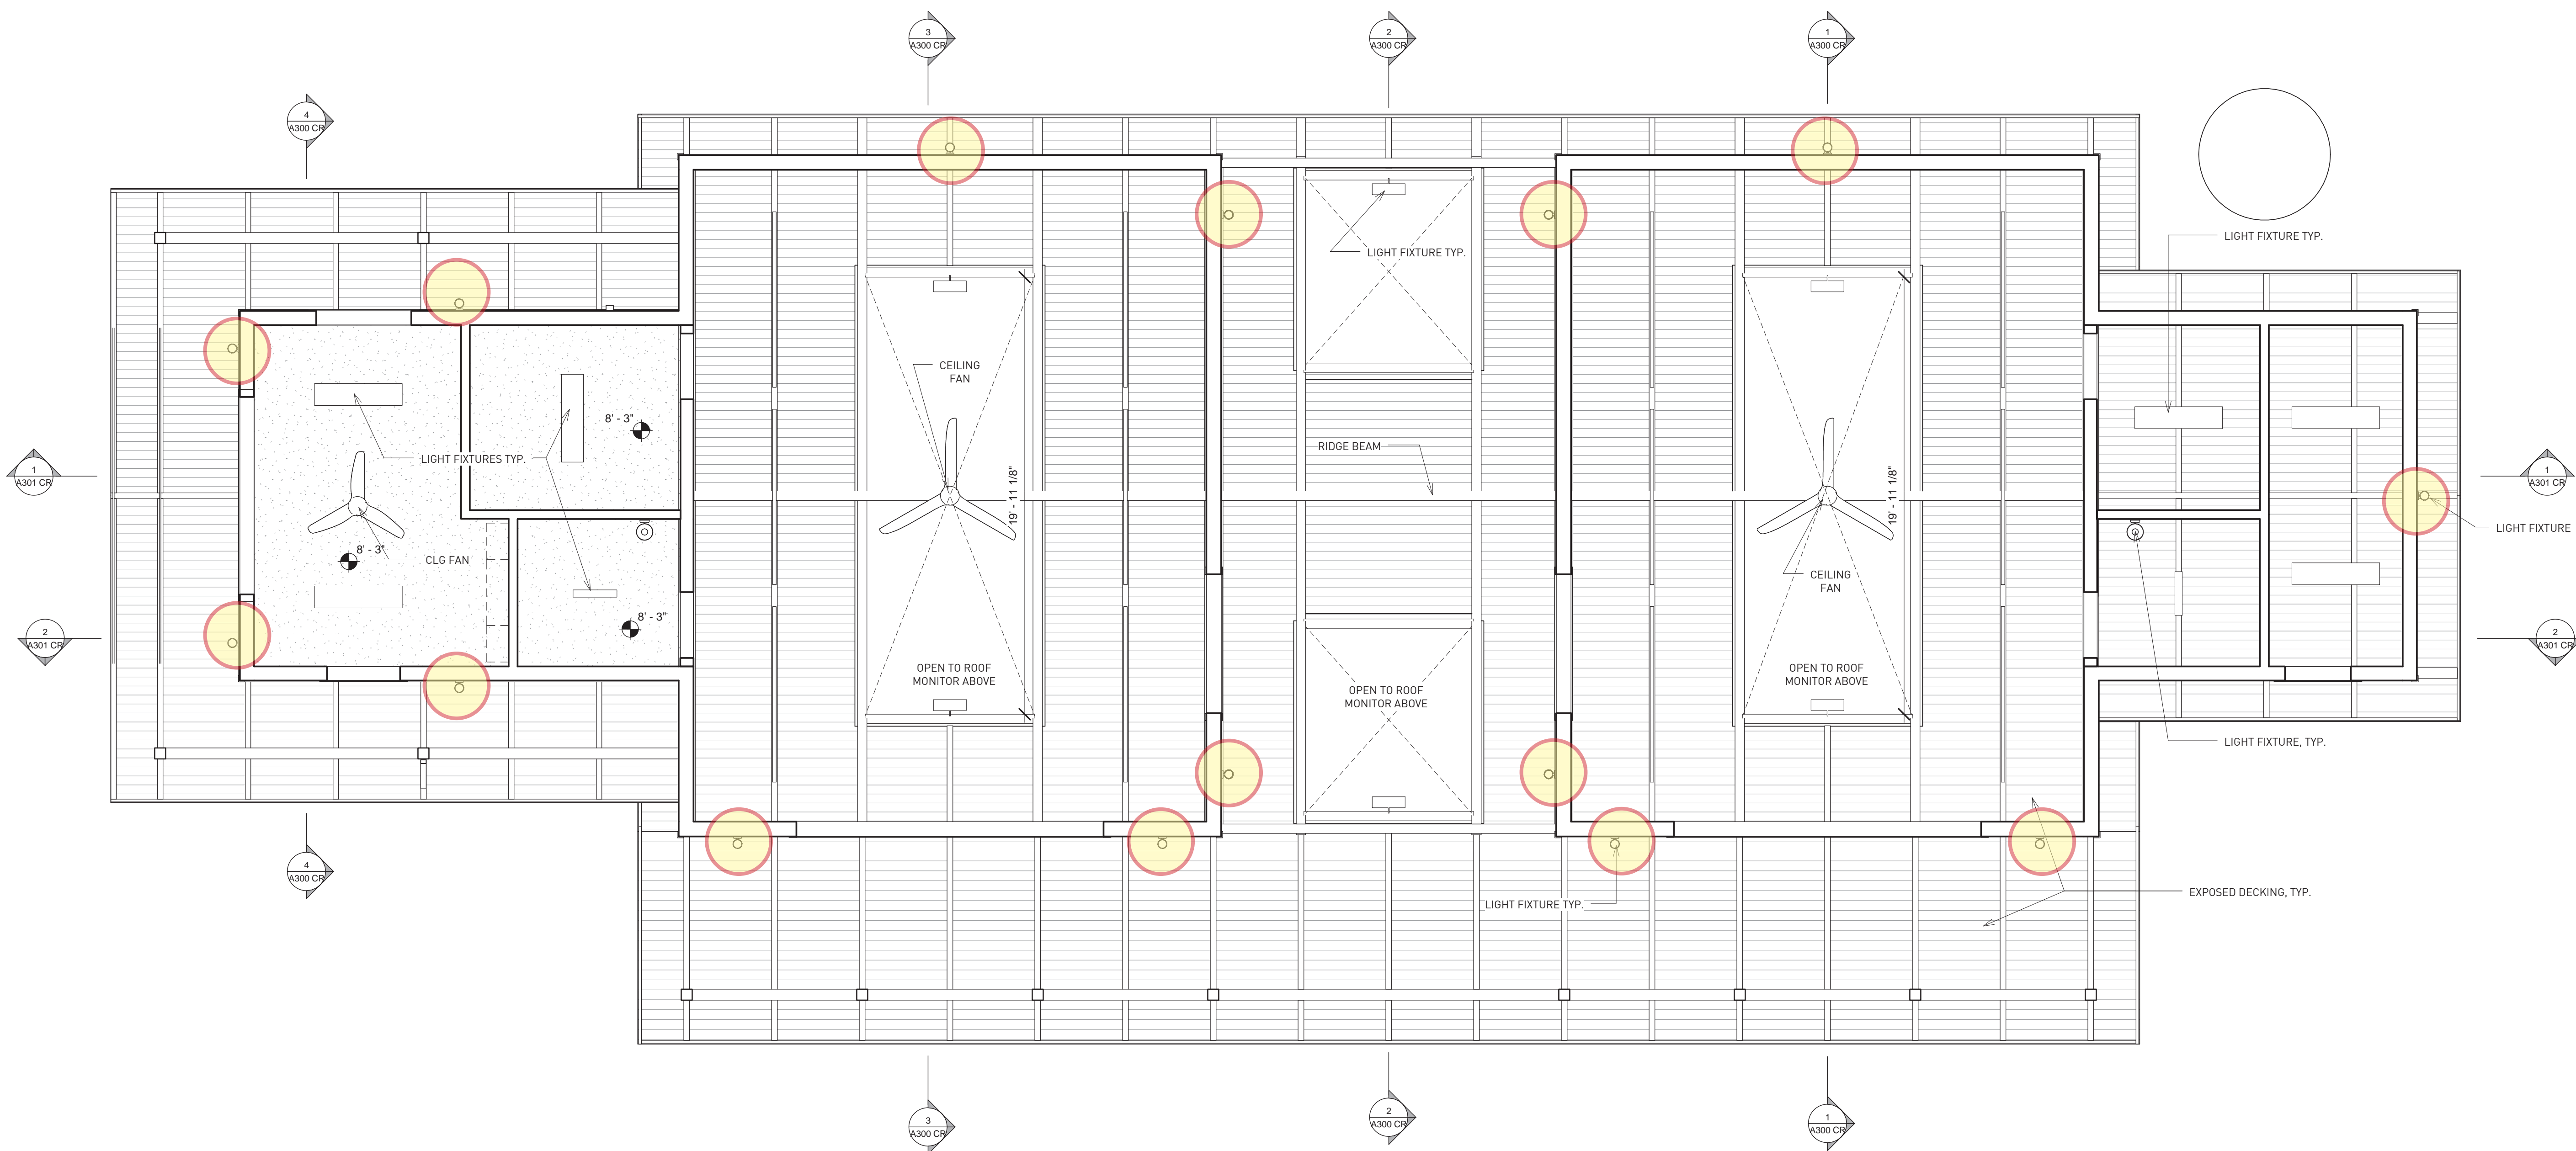 3
A300 CR
2
A300 CR
1
A300 CR
4
A300 CR
LIGHT FIXTURE TYP.
LIGHT FIXTURE TYP.
CEILING
FAN
8' - 3"
RIDGE BEAM
LIGHT FIXTURES TYP.
1
A301 CR
1
A301 CR
19' - 11 1/8"
19' - 11 1/8"
LIGHT FIXTURE
8' - 3"
CLG FAN
CEILING
FAN
8' - 3"
2
A301 CR
2
A301 CR
OPEN TO ROOF
MONITOR ABOVE
OPEN TO ROOF
MONITOR ABOVE
OPEN TO ROOF
MONITOR ABOVE
LIGHT FIXTURE, TYP.
4
A300 CR
EXPOSED DECKING, TYP.
LIGHT FIXTURE TYP.
3
A300 CR
2
A300 CR
1
A300 CR